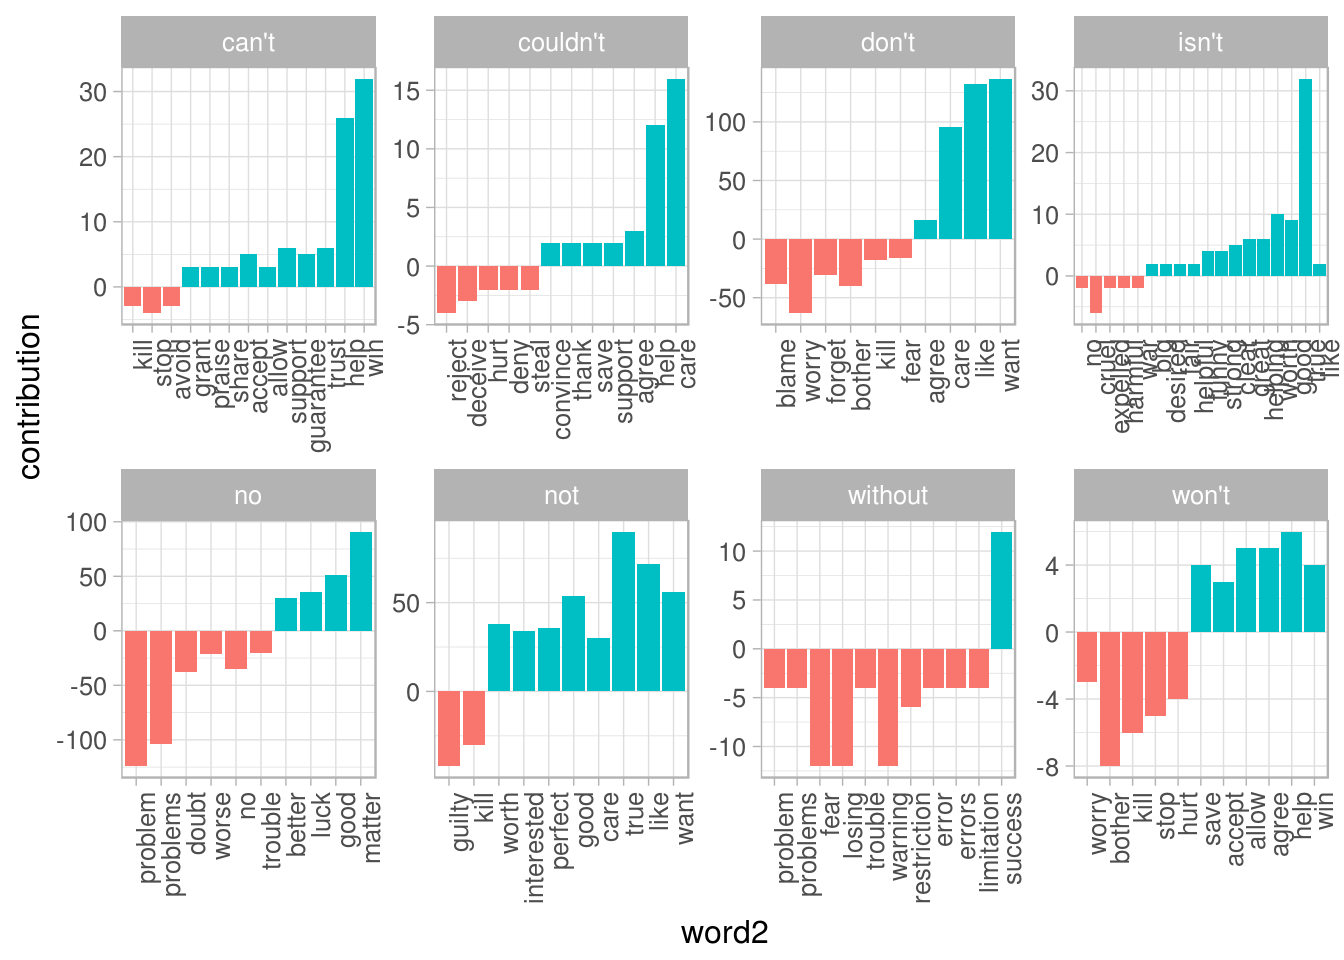 contribution
can't
30
20
10
0
kill
stop
avoid
grant
praise
share
accept
allow
support
guarantee
trust
help
win
couldn't
15
10
5
0
-5
reject
deceive
hurt
deny
steal
convince
thank
save
support
agree
help
care
don't
100
50
0
-50
blame
worry
forget
bother
kill
fear
agree
care
like
want
isn't
30
20
10
0
no
cruel
expelled
harmful
war
big
desired
helpful
funny
strong
great
helping
worth
good
true
like
no
100
50
0
-50
-100
problem
problems
doubt
worse
no
trouble
better
luck
good
matter
not
50
0
guilty
kill
worth
interested
perfect
good
care
true
like
want
without
10
5
0
-5
-10
problem
problems
fear
losing
trouble
warning
restriction
error
errors
limitation
success
won't
4
0
-4
-8
worry
bother
kill
stop
hurt
save
accept
allow
agree
help
win
word2